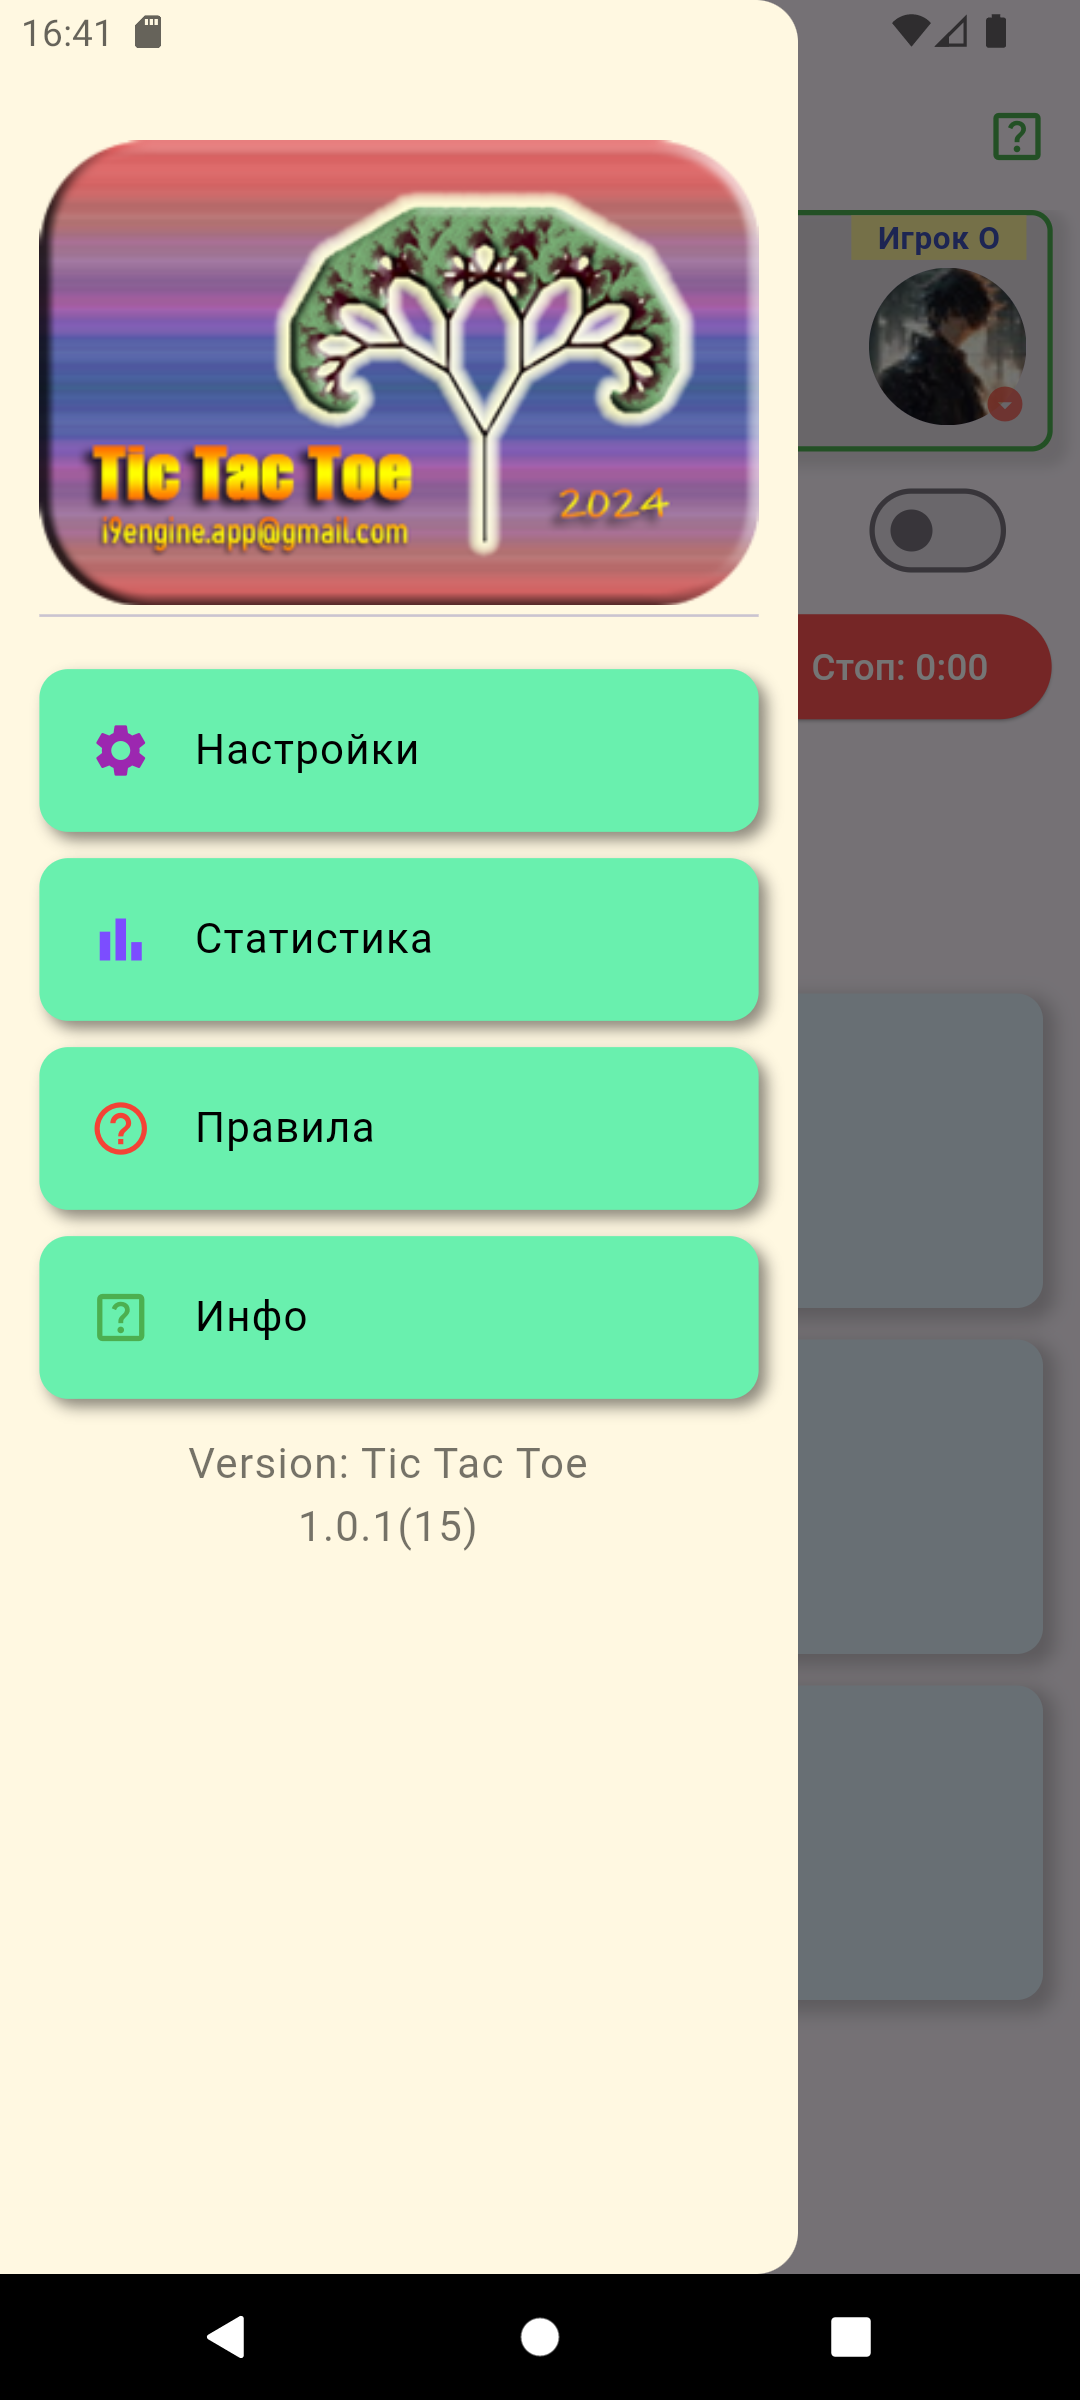 16:41
Игрок О
Tic Tac Toe
i9engine.app@gmail.com
2024
Стоп: 0:00
Настройки
Статистика
Правила
Инфо
Version: Tic Tac Toe
1.0.1(15)